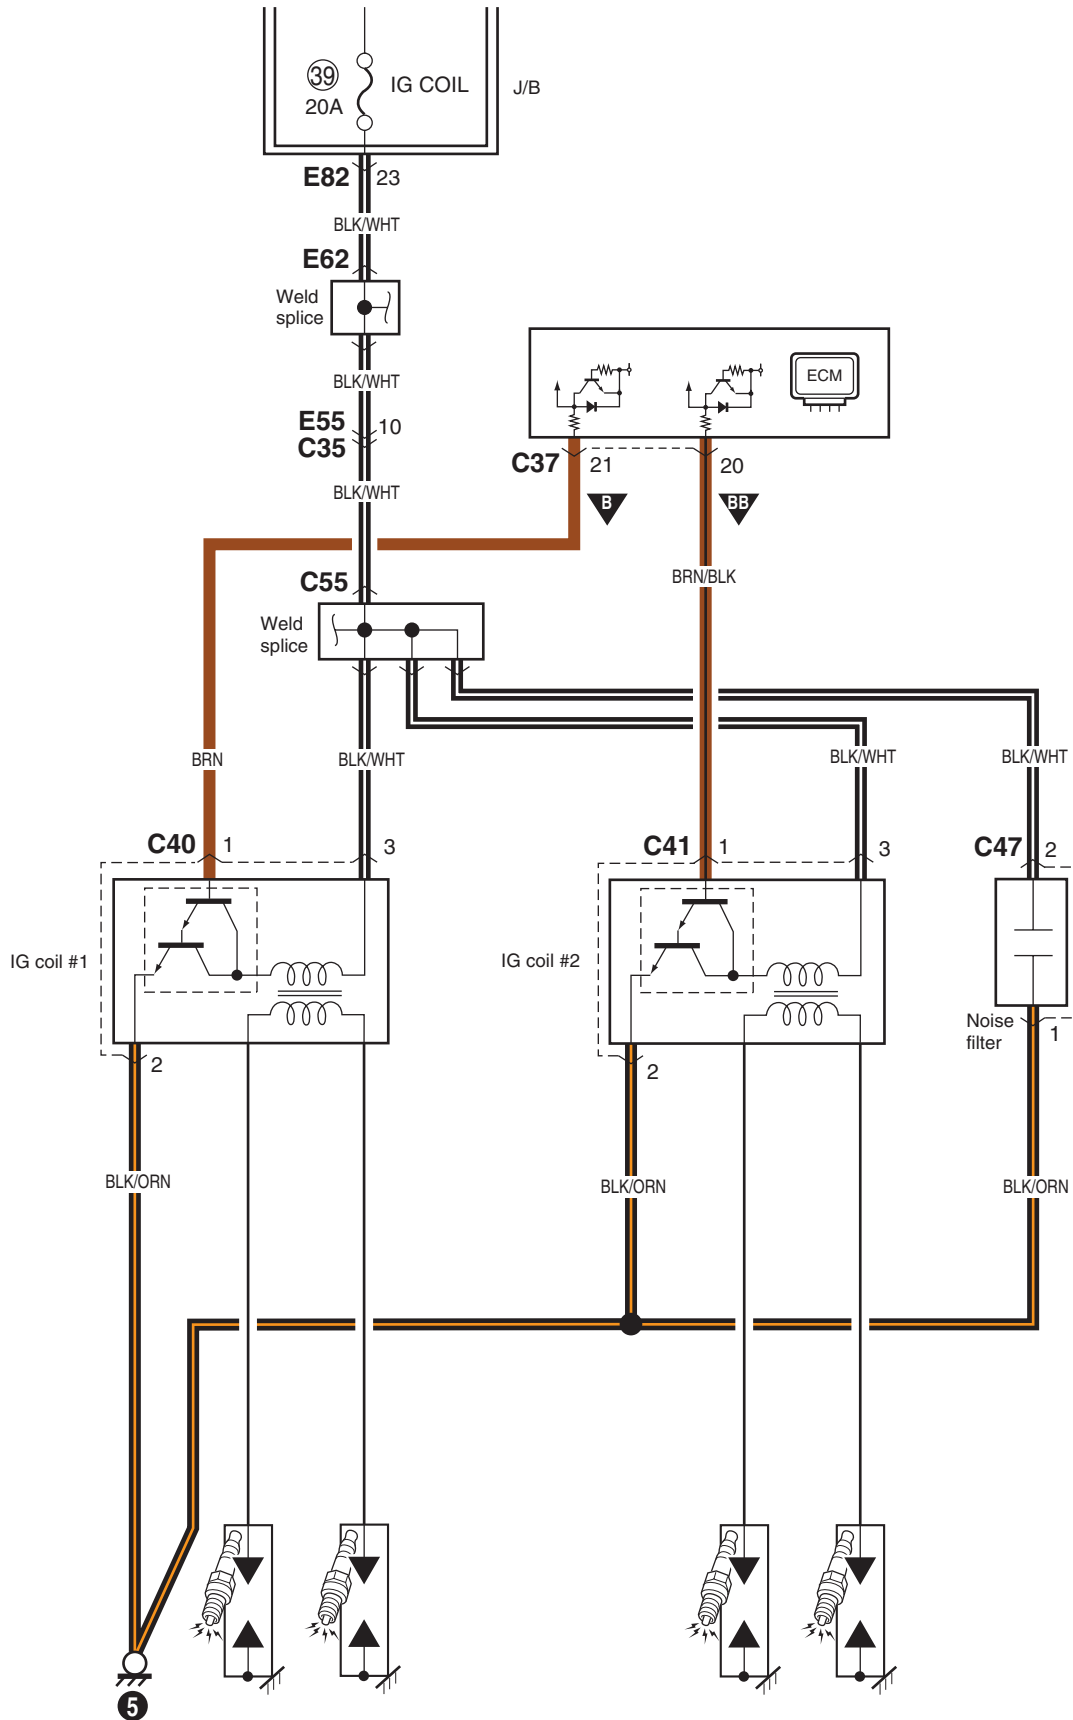 39
20A
IG COIL
J/B
E82
23
BLK/WHT
E62
Weld
splice
BLK/WHT
ECM
E55
10
C35
C37
21
20
BLK/WHT
B
BB
BRN/BLK
C55
Weld
splice
BRN
BLK/WHT
BLK/WHT
BLK/WHT
C40
1
3
C41
1
3
C47
2
IG coil #1
IG coil #2
Noise
filter
1
2
2
BLK/ORN
BLK/ORN
BLK/ORN
5